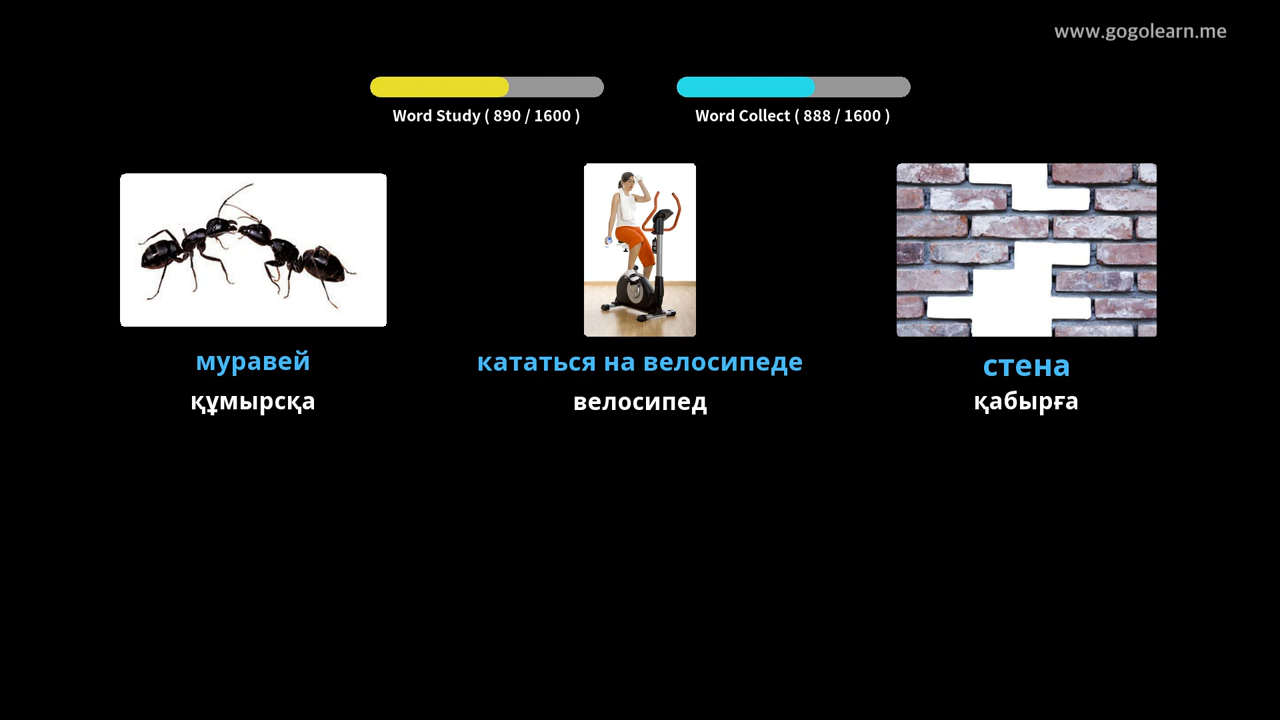 www.gogolearn.me
Word Study ( 890 / 1600 )
Word Collect ( 888 / 1600 )
муравей
кататься на велосипеде
стена
құмырсқа
велосипед
қабырға